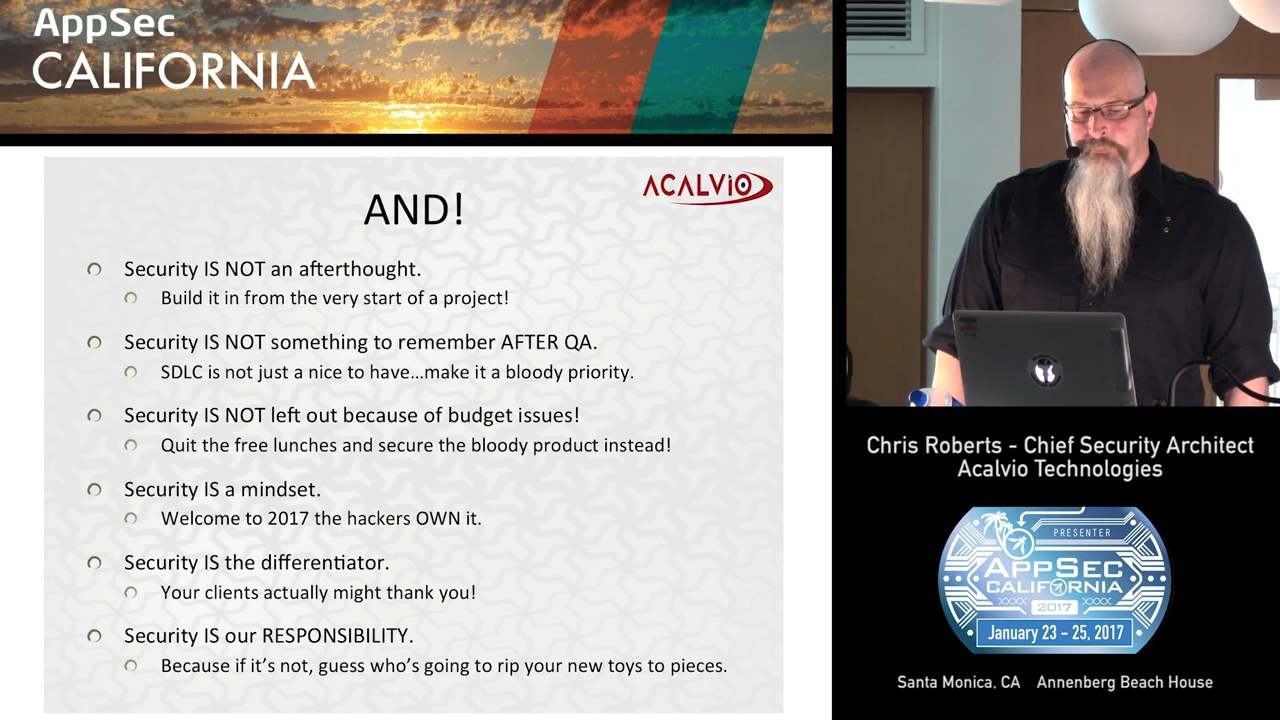 AppSec
CALIFORNIA
ACALVIO
AND!
Security IS NOT an afterthought.
Build it in from the very start of a project!
Security IS NOT something to remember AFTER QA.
SDLC is not just a nice to have...make it a bloody priority.
Security IS NOT left out because of budget issues!
Quit the free lunches and secure the bloody product instead!
Security IS a mindset.
Welcome to 2017 the hackers OWN it.
Security IS the differentiator.
Your clients actually might thank you!
Security IS our RESPONSIBILITY.
Because if it's not, guess who's going to rip your new toys to pieces.
Chris Roberts - Chief Security Architect
Acalvio Technologies
PRESENTER
APPSEC
CALIFORNIA
XXXX 2017 XXXX
January 23 - 25, 2017
Santa Monica, CA Annenberg Beach House